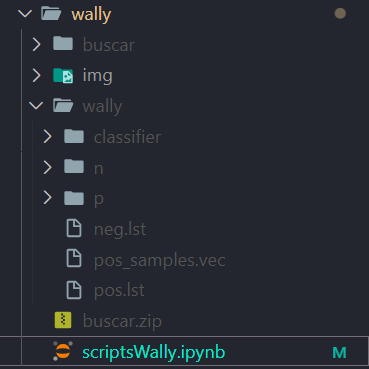 wally
buscar
img
wally
classifier
n
p
neg.lst
pos_samples.vec
pos.lst
buscar.zip
scriptsWally.ipynb M